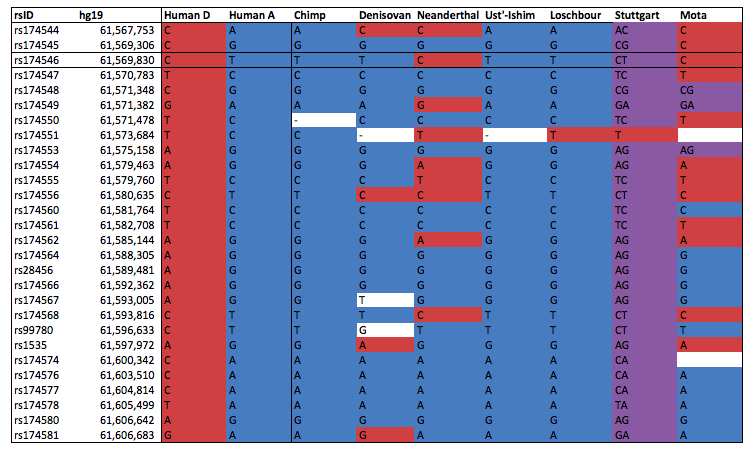 rsID hg19 Human D Human A Chimp Denisovan Neanderthal Ust'-Ishim Loschbour Stuttgart Mota
rs174544 61,567,753 C A A C C A A AC C
rs174545 61,569,306 C G G G G G G CG C
rs174546 61,569,830 C T T T C T T CT C
rs174547 61,570,783 T C C C C C C TC T
rs174548 61,571,348 C G G G G G G CG CG
rs174549 61,571,382 G A A A G A A GA GA
rs174550 61,571,478 T C - C C C C TC T
rs174551 61,573,684 T C C - T - T T
rs174553 61,575,158 A G G G G G G AG AG
rs174554 61,579,463 A G G G A G G AG A
rs174555 61,579,760 T C C C T C C TC T
rs174556 61,580,635 C T T C C T T CT C
rs174560 61,581,764 T C C C C C C TC C
rs174561 61,582,708 T C C C C C C TC T
rs174562 61,585,144 A G G G A G G AG A
rs174564 61,588,305 A G G G G G G AG G
rs28456 61,589,481 A G G G G G G AG G
rs174566 61,592,362 A G G G G G G AG G
rs174567 61,593,005 A G G T G G G AG G
rs174568 61,593,816 C T T T C T T CT C
rs99780 61,596,633 C T T G T T T CT T
rs1535 61,597,972 A G G A G G G AG A
rs174574 61,600,342 C A A A A A A CA
rs174576 61,603,510 C A A A A A A CA A
rs174577 61,604,814 C A A A A A A CA A
rs174578 61,605,499 T A A A A A A TA A
rs174580 61,606,642 A G G G G G G AG G
rs174581 61,606,683 G A A G A A A GA A